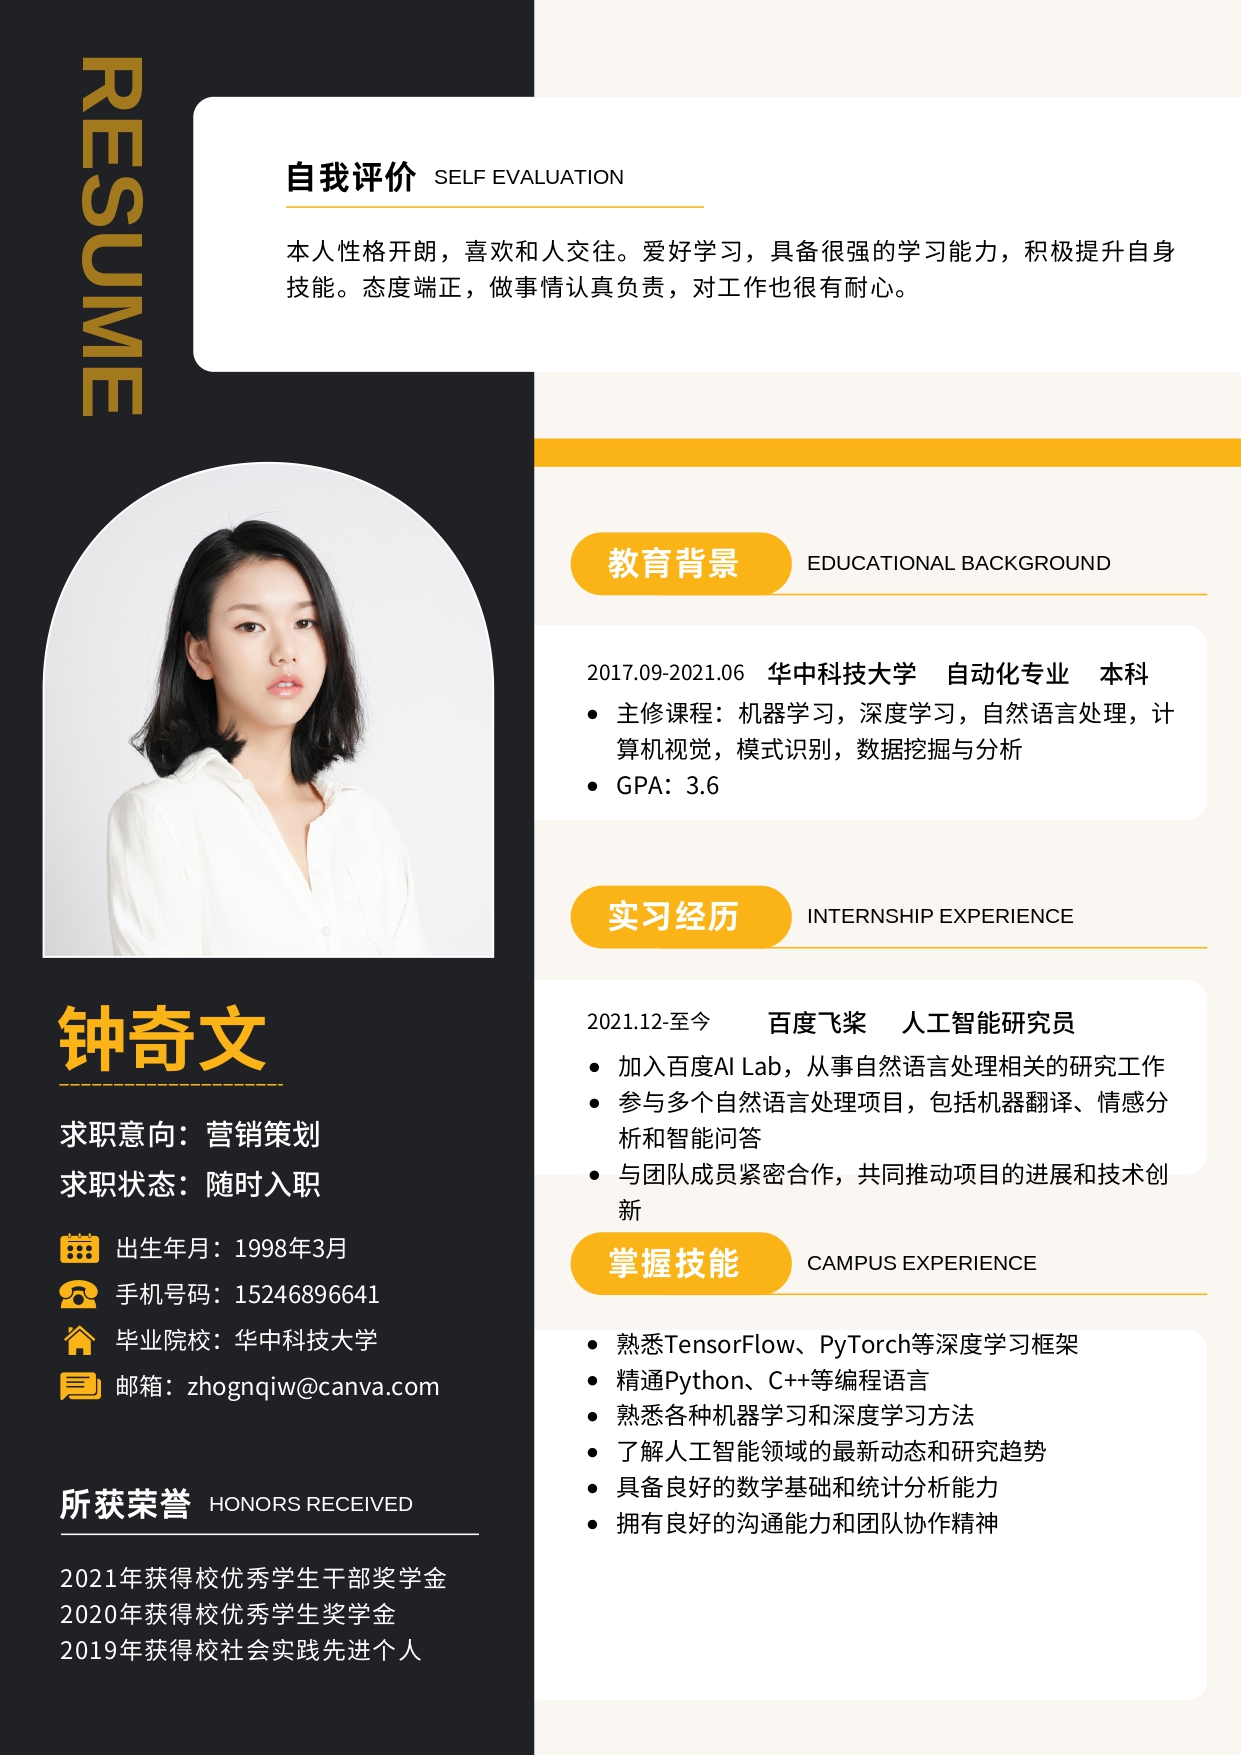 RESUME
自我评价 SELF EVALUATION
本人性格开朗，喜欢和人交往。爱好学习，具备很强的学习能力，积极提升自身
技能。态度端正，做事情认真负责，对工作也很有耐心。
钟奇文
求职意向：营销策划
求职状态：随时入职
出生年月：1998年3月
手机号码：15246896641
毕业院校：华中科技大学
邮箱：zhognqiw@canva.com
所获荣誉 HONORS RECEIVED
2021年获得校优秀学生干部奖学金
2020年获得校优秀学生奖学金
2019年获得校社会实践先进个人
教育背景 EDUCATIONAL BACKGROUND
2017.09-2021.06 华中科技大学 自动化专业 本科
主修课程：机器学习，深度学习，自然语言处理，计
算机视觉，模式识别，数据挖掘与分析
GPA：3.6
实习经历 INTERNSHIP EXPERIENCE
2021.12-至今 百度飞桨 人工智能研究员
加入百度AI Lab，从事自然语言处理相关的研究工作
参与多个自然语言处理项目，包括机器翻译、情感分
析和智能问答
与团队成员紧密合作，共同推动项目的进展和技术创
新
掌握技能 CAMPUS EXPERIENCE
熟悉TensorFlow、PyTorch等深度学习框架
精通Python、C++等编程语言
熟悉各种机器学习和深度学习方法
了解人工智能领域的最新动态和研究趋势
具备良好的数学基础和统计分析能力
拥有良好的沟通能力和团队协作精神